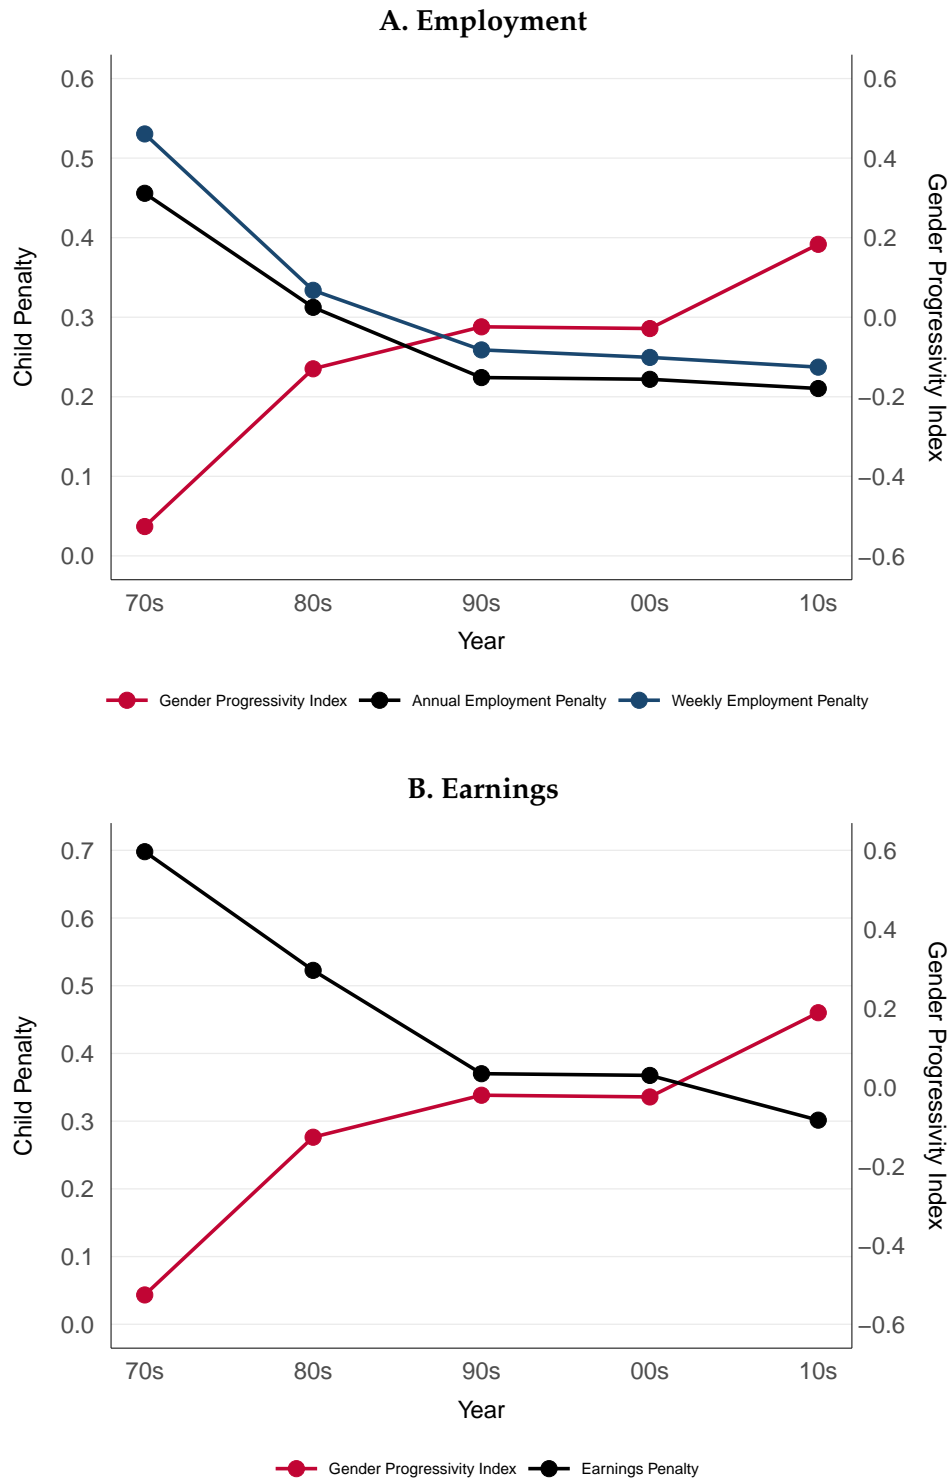 A. Employment
0.6
0.5
0.4
0.3
0.2
0.1
0.0
Child Penalty
0.6
0.4
0.2
0.0
−0.2
−0.4
−0.6
Gender Progressivity Index
70s 80s 90s 00s 10s
Year
Gender Progressivity Index Annual Employment Penalty Weekly Employment Penalty
B. Earnings
0.7
0.6
0.5
0.4
0.3
0.2
0.1
0.0
Child Penalty
0.6
0.4
0.2
0.0
−0.2
−0.4
−0.6
Gender Progressivity Index
70s 80s 90s 00s 10s
Year
Gender Progressivity Index Earnings Penalty